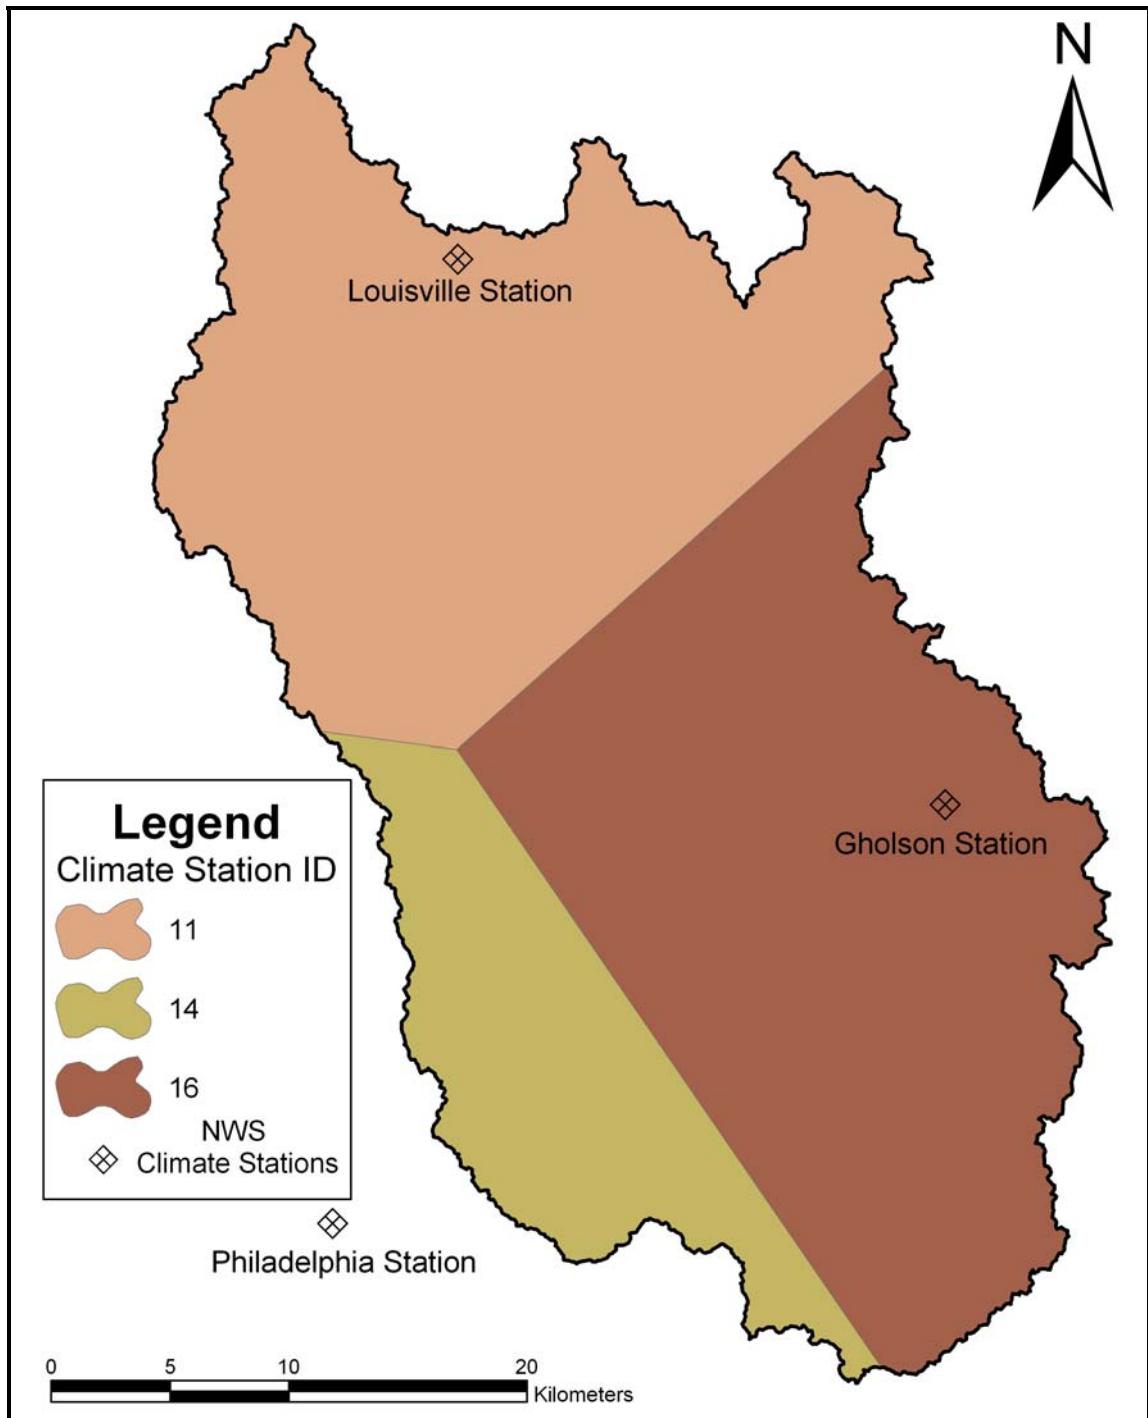 N
Louisville Station
Gholson Station
Legend
Climate Station ID
11
14
16
NWS
Climate Stations
Philadelphia Station
0 5 10 20
Kilometers